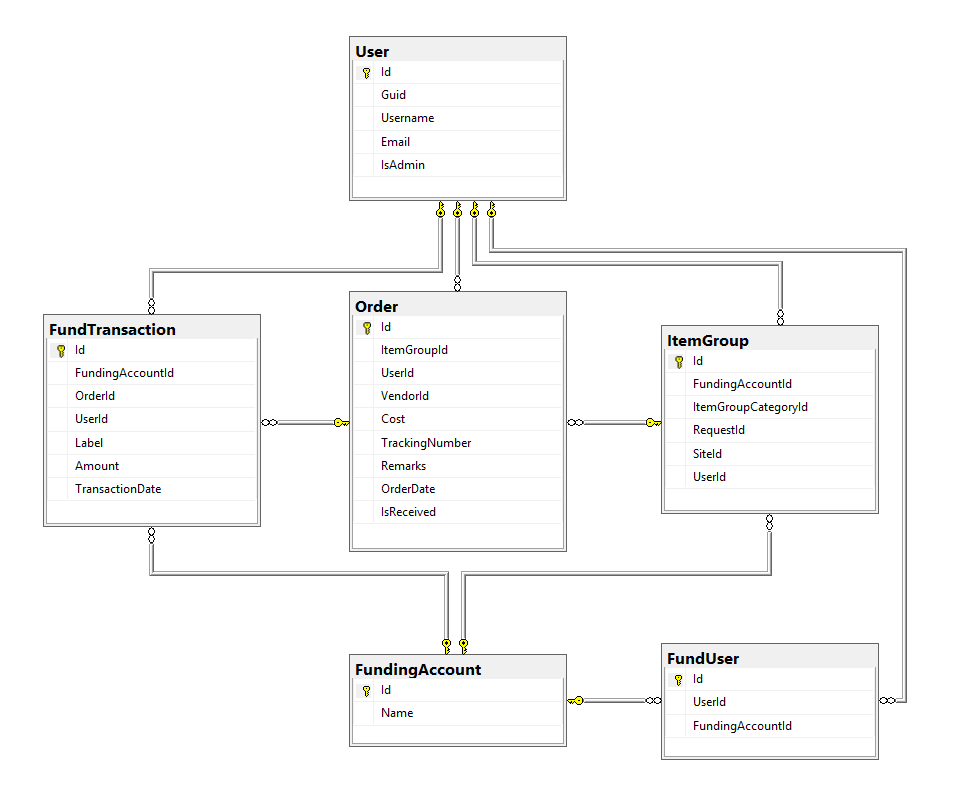 User
Id
Guid
Username
Email
IsAdmin
FundTransaction
Id
FundingAccountId
OrderId
UserId
Label
Amount
TransactionDate
Order
Id
ItemGroupId
UserId
VendorId
Cost
TrackingNumber
Remarks
OrderDate
IsReceived
ItemGroup
Id
FundingAccountId
ItemGroupCategoryId
RequestId
SiteId
UserId
FundingAccount
Id
Name
FundUser
Id
UserId
FundingAccountId